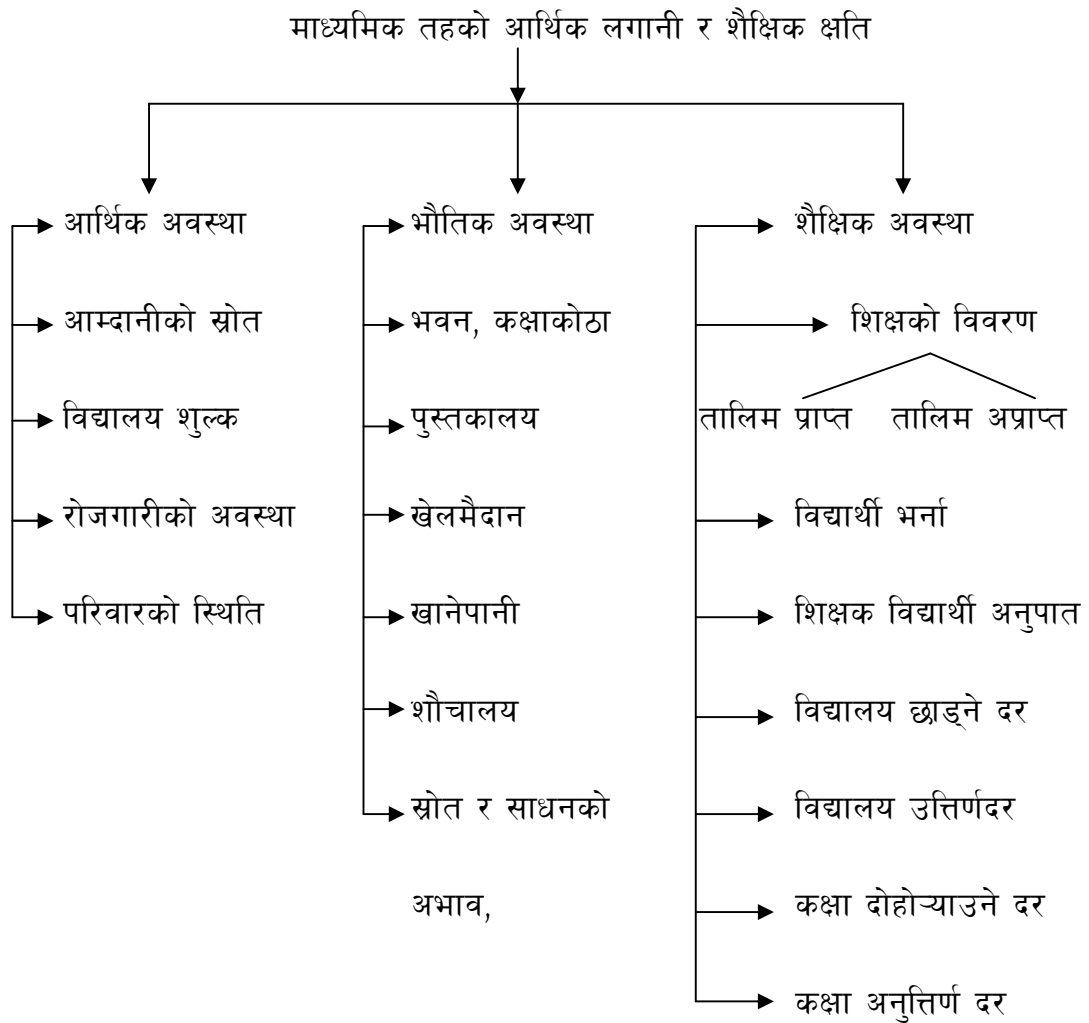 माध्यमिक तहको आर्थिक लगानी र शैक्षिक क्षति
आर्थिक अवस्था
आम्दानीको स्रोत
विद्यालय शुल्क
रोजगारीको अवस्था
परिवारको स्थिति
भौतिक अवस्था
भवन, कक्षाकोठा
पुस्तकालय
खेलमैदान
खानेपानी
शौचालय
स्रोत र साधनको
अभाव,
शैक्षिक अवस्था
शिक्षको विवरण
तालिम प्राप्त तालिम अप्राप्त
विद्यार्थी भर्ना
शिक्षक विद्यार्थी अनुपात
विद्यालय छाड्ने दर
विद्यालय उत्तिर्णदर
कक्षा दोहोऱ्याउने दर
कक्षा अनुत्तिर्ण दर